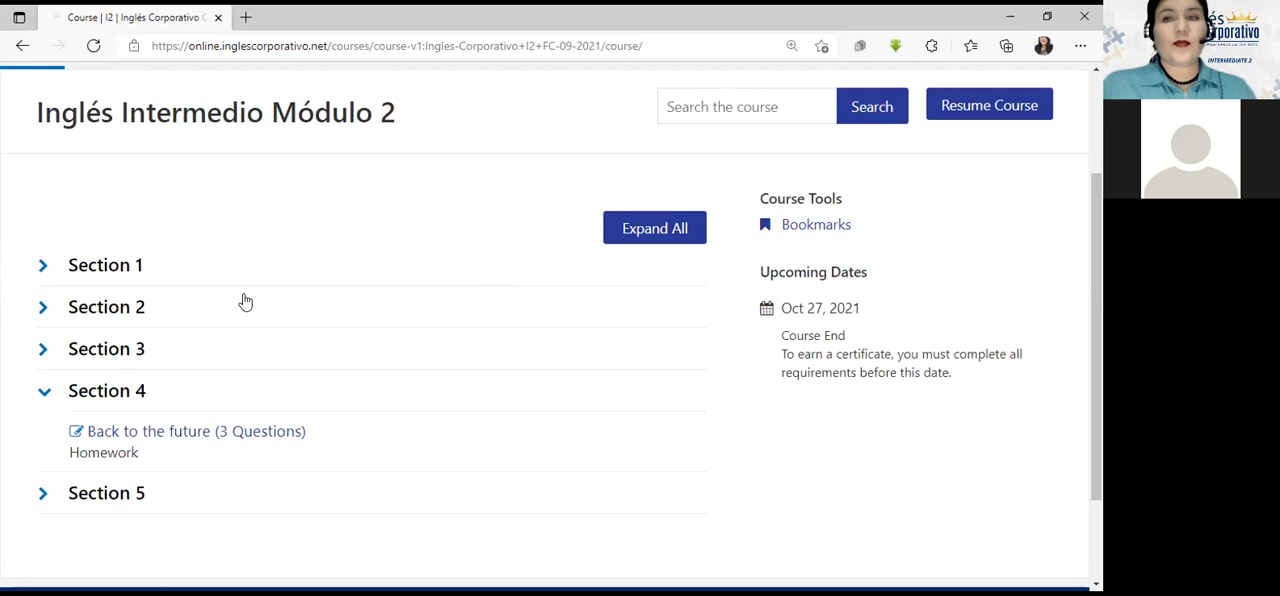 Course | I2 | Inglés Corporativo C
https://online.inglescorporativo.net/courses/course-v1:Ingles-Corporativo+I2+FC-09-2021/course/
Inglés Intermedio Módulo 2
Search the course
Search
Resume Course
Expand All
Section 1
Section 2
Section 3
Section 4
Back to the future (3 Questions)
Homework
Section 5
Course Tools
Bookmarks
Upcoming Dates
Oct 27, 2021
Course End
To earn a certificate, you must complete all
requirements before this date.
INTERMEDIATE 2